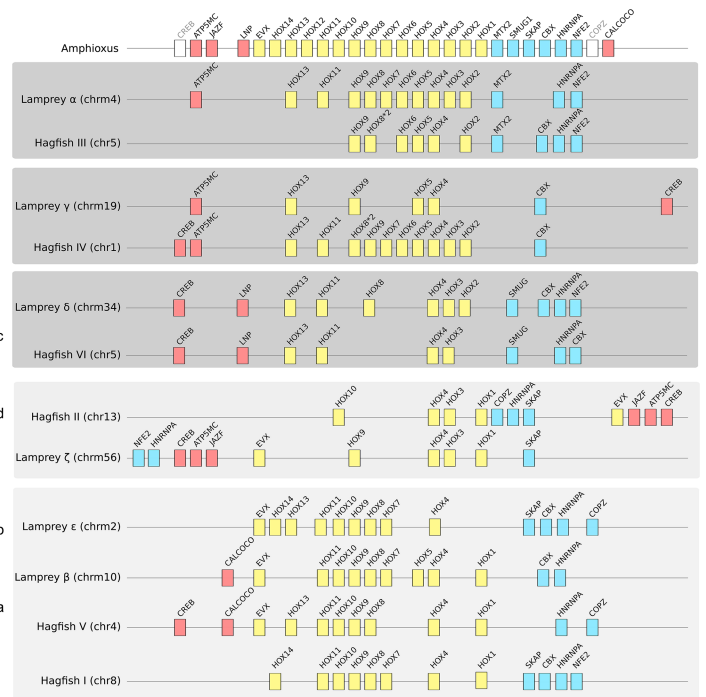 Amphioxus CREB ATP5MC JAZF LNP EVX HOX14 HOX13 HOX12 HOX11 HOX10 HOX9 HOX8 HOX7 HOX6 HOX5 HOX4 HOX3 HOX2 HOX1 MTX2 SMUG1 SKAP CBX HNRNPA NFE2 COPZ CALCOCO
Lamprey α (chrm4) ATP5MC HOX13 HOX11 HOX9 HOX8 HOX7 HOX6 HOX5 HOX4 HOX3 HOX2 MTX2 HNRNPA NFE2
Hagfish III (chr5) HOX9 HOX8*2 HOX6 HOX5 HOX4 HOX2 MTX2 CBX HNRNPA NFE2
Lamprey γ (chrm19) ATP5MC HOX13 HOX9 HOX5 HOX4 CBX CREB
Hagfish IV (chr1) CREB ATP5MC HOX13 HOX11 HOX8*2 HOX9 HOX7 HOX6 HOX5 HOX4 HOX3 HOX2 CBX
Lamprey δ (chrm34) CREB LNP HOX13 HOX11 HOX8 HOX4 HOX3 HOX2 SMUG CBX HNRNPA NFE2
c
Hagfish VI (chr5) CREB LNP HOX13 HOX11 HOX4 HOX3 SMUG HNRNPA CBX
d
Hagfish II (chr13) HOX10 HOX4 HOX3 HOX1 COPZ HNRNPA SKAP EVX JAZF ATP5MC CREB
Lamprey ζ (chrm56) NFE2 HNRNPA CREB ATP5MC JAZF EVX HOX9 HOX4 HOX3 HOX1 SKAP
Lamprey ε (chrm2) EVX HOX14 HOX13 HOX11 HOX10 HOX9 HOX8 HOX7 HOX4 SKAP CBX HNRNPA COPZ
Lamprey β (chrm10) CALCOCO EVX HOX11 HOX10 HOX9 HOX8 HOX7 HOX5 HOX4 HOX1 CBX HNRNPA
a
Hagfish V (chr4) CREB CALCOCO EVX HOX13 HOX11 HOX10 HOX9 HOX8 HOX4 HOX1 HNRNPA COPZ
Hagfish I (chr8) HOX14 HOX11 HOX10 HOX9 HOX8 HOX7 HOX4 HOX1 SKAP CBX HNRNPA NFE2